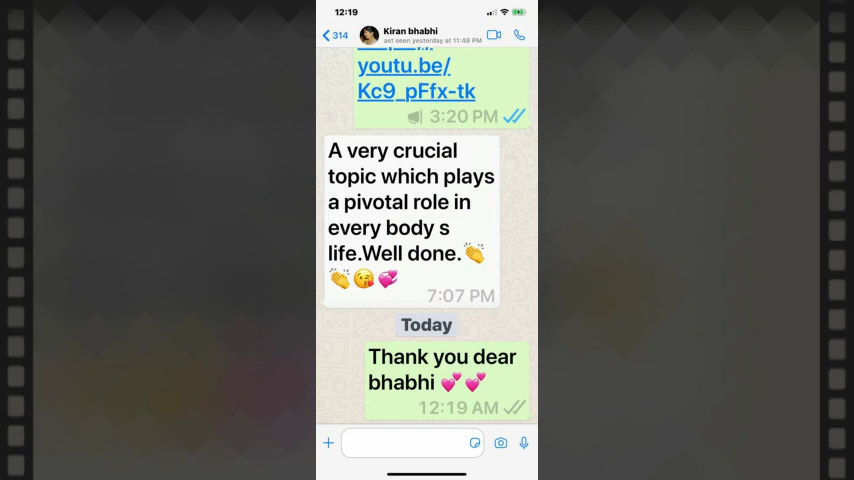 12:19
314
Kiran bhabhi
ast seen yesterday at 11:48 PM
youtu.be/
Kc9_pFfx-tk
3:20 PM
A very crucial
topic which plays
a pivotal role in
every body s
life.Well done.👏
👏😘💞
7:07 PM
Today
Thank you dear
bhabhi 💕💕
12:19 AM